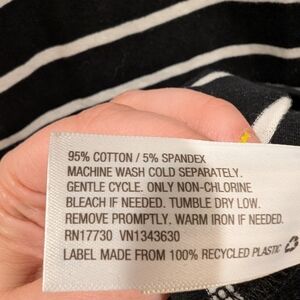 95% COTTON / 5% SPANDEX
MACHINE WASH COLD SEPARATELY.
GENTLE CYCLE. ONLY NON-CHLORINE
BLEACH IF NEEDED. TUMBLE DRY LOW.
REMOVE PROMPTLY. WARM IRON IF NEEDED.
RN17730 VN1343630
LABEL MADE FROM 100% RECYCLED PLASTIC